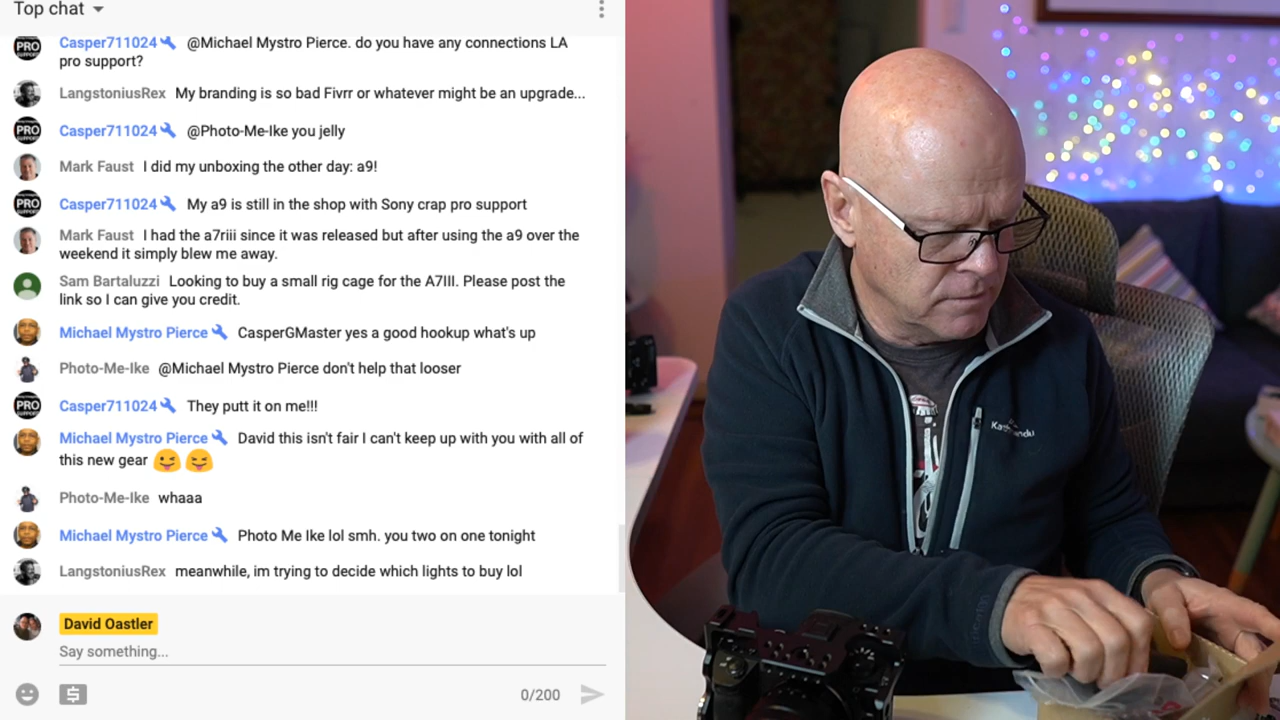 Top chat
PRO Casper711024 @Michael Mystro Pierce. do you have any connections LA
pro support?
LangstoniusRex My branding is so bad Fivrr or whatever might be an upgrade...
PRO Casper711024 @Photo-Me-Ike you jelly
Mark Faust I did my unboxing the other day: a9!
PRO Casper711024 My a9 is still in the shop with Sony crap pro support
Mark Faust I had the a7riii since it was released but after using the a9 over the
weekend it simply blew me away.
Sam Bartaluzzi Looking to buy a small rig cage for the A7III. Please post the
link so I can give you credit.
Michael Mystro Pierce CasperGMaster yes a good hookup what's up
Photo-Me-Ike @Michael Mystro Pierce don't help that looser
PRO Casper711024 They putt it on me!!!
Michael Mystro Pierce David this isn't fair I can't keep up with you with all of
this new gear 😜 😝
Photo-Me-Ike whaaa
Michael Mystro Pierce Photo Me Ike lol smh. you two on one tonight
LangstoniusRex meanwhile, im trying to decide which lights to buy lol
David Oastler
Say something...
0/200
Kathmandu